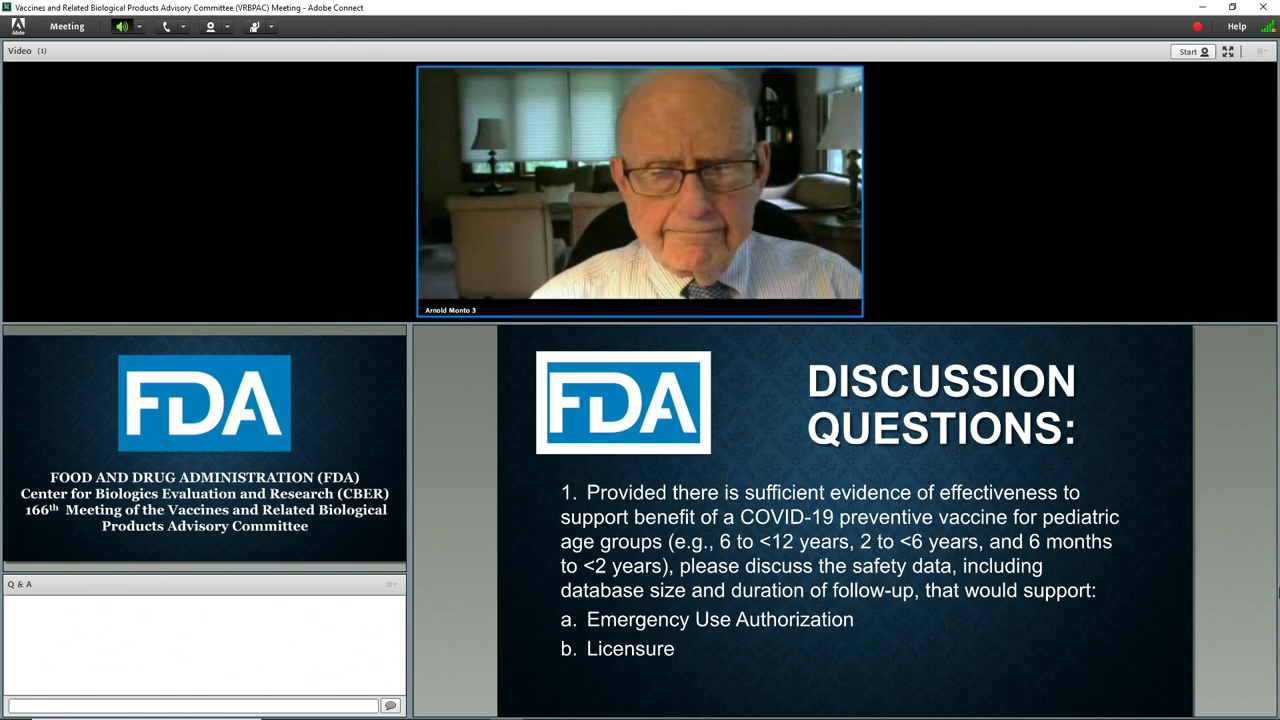 Vaccines and Related Biological Products Advisory Committee (VRBPAC) Meeting - Adobe Connect
Adobe
Meeting
Help
Video (1)
Start
Arnold Monto 3
FDA
FOOD AND DRUG ADMINISTRATION (FDA)
Center for Biologics Evaluation and Research (CBER)
166th Meeting of the Vaccines and Related Biological
Products Advisory Committee
Q & A
FDA
DISCUSSION
QUESTIONS:
1. Provided there is sufficient evidence of effectiveness to
support benefit of a COVID-19 preventive vaccine for pediatric
age groups (e.g., 6 to <12 years, 2 to <6 years, and 6 months
to <2 years), please discuss the safety data, including
database size and duration of follow-up, that would support:
a. Emergency Use Authorization
b. Licensure